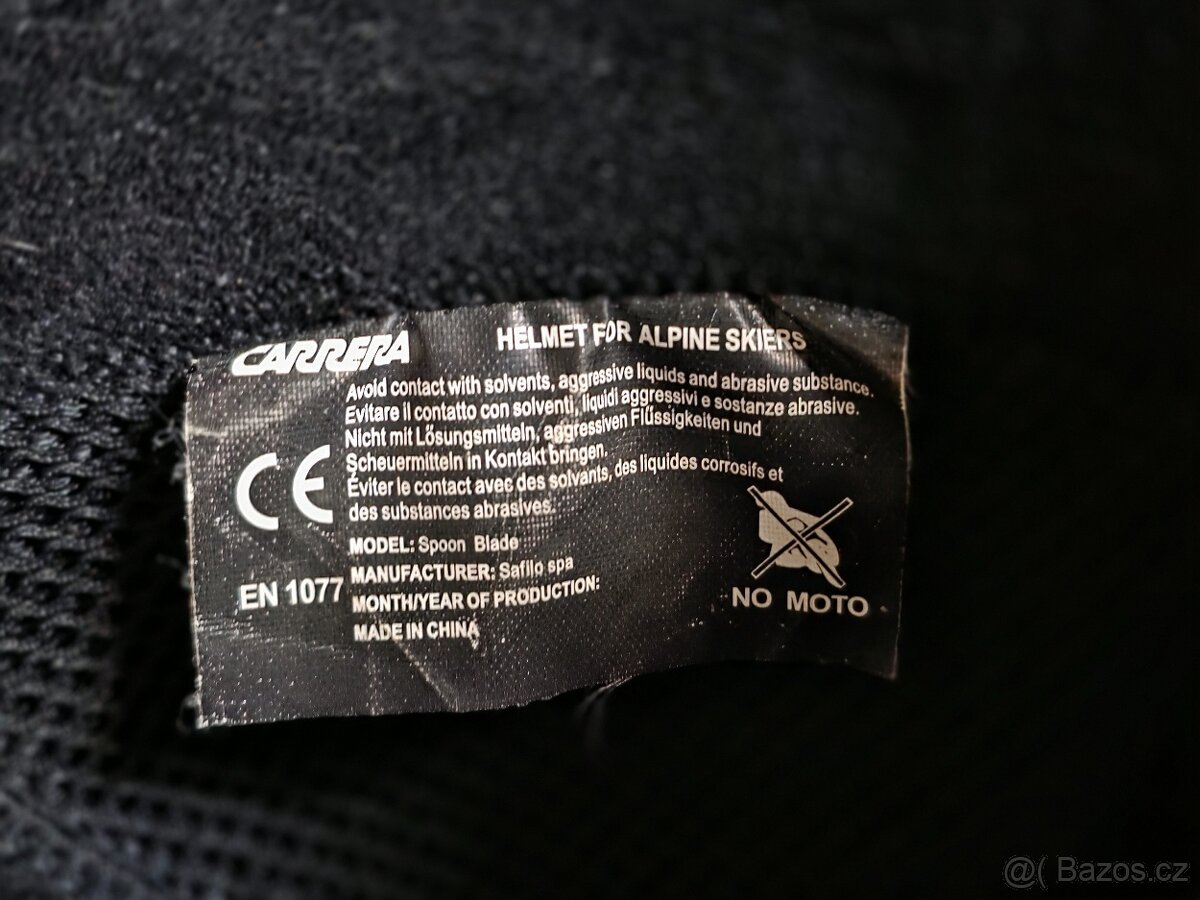 CARRERA
HELMET FOR ALPINE SKIERS
Avoid contact with solvents, aggressive liquids and abrasive substance.
Evitare il contatto con solventi, liquidi aggressivi e sostanze abrasive.
Nicht mit Lösungsmitteln, aggressiven Flüssigkeiten und
Scheuermitteln in Kontakt bringen.
Éviter le contact avec des solvants, des liquides corrosifs et
des substances abrasives.
CE
MODEL: Spoon Blade
MANUFACTURER: Safilo spa
EN 1077
MONTH/YEAR OF PRODUCTION:
NO MOTO
MADE IN CHINA
@( Bazos.cz